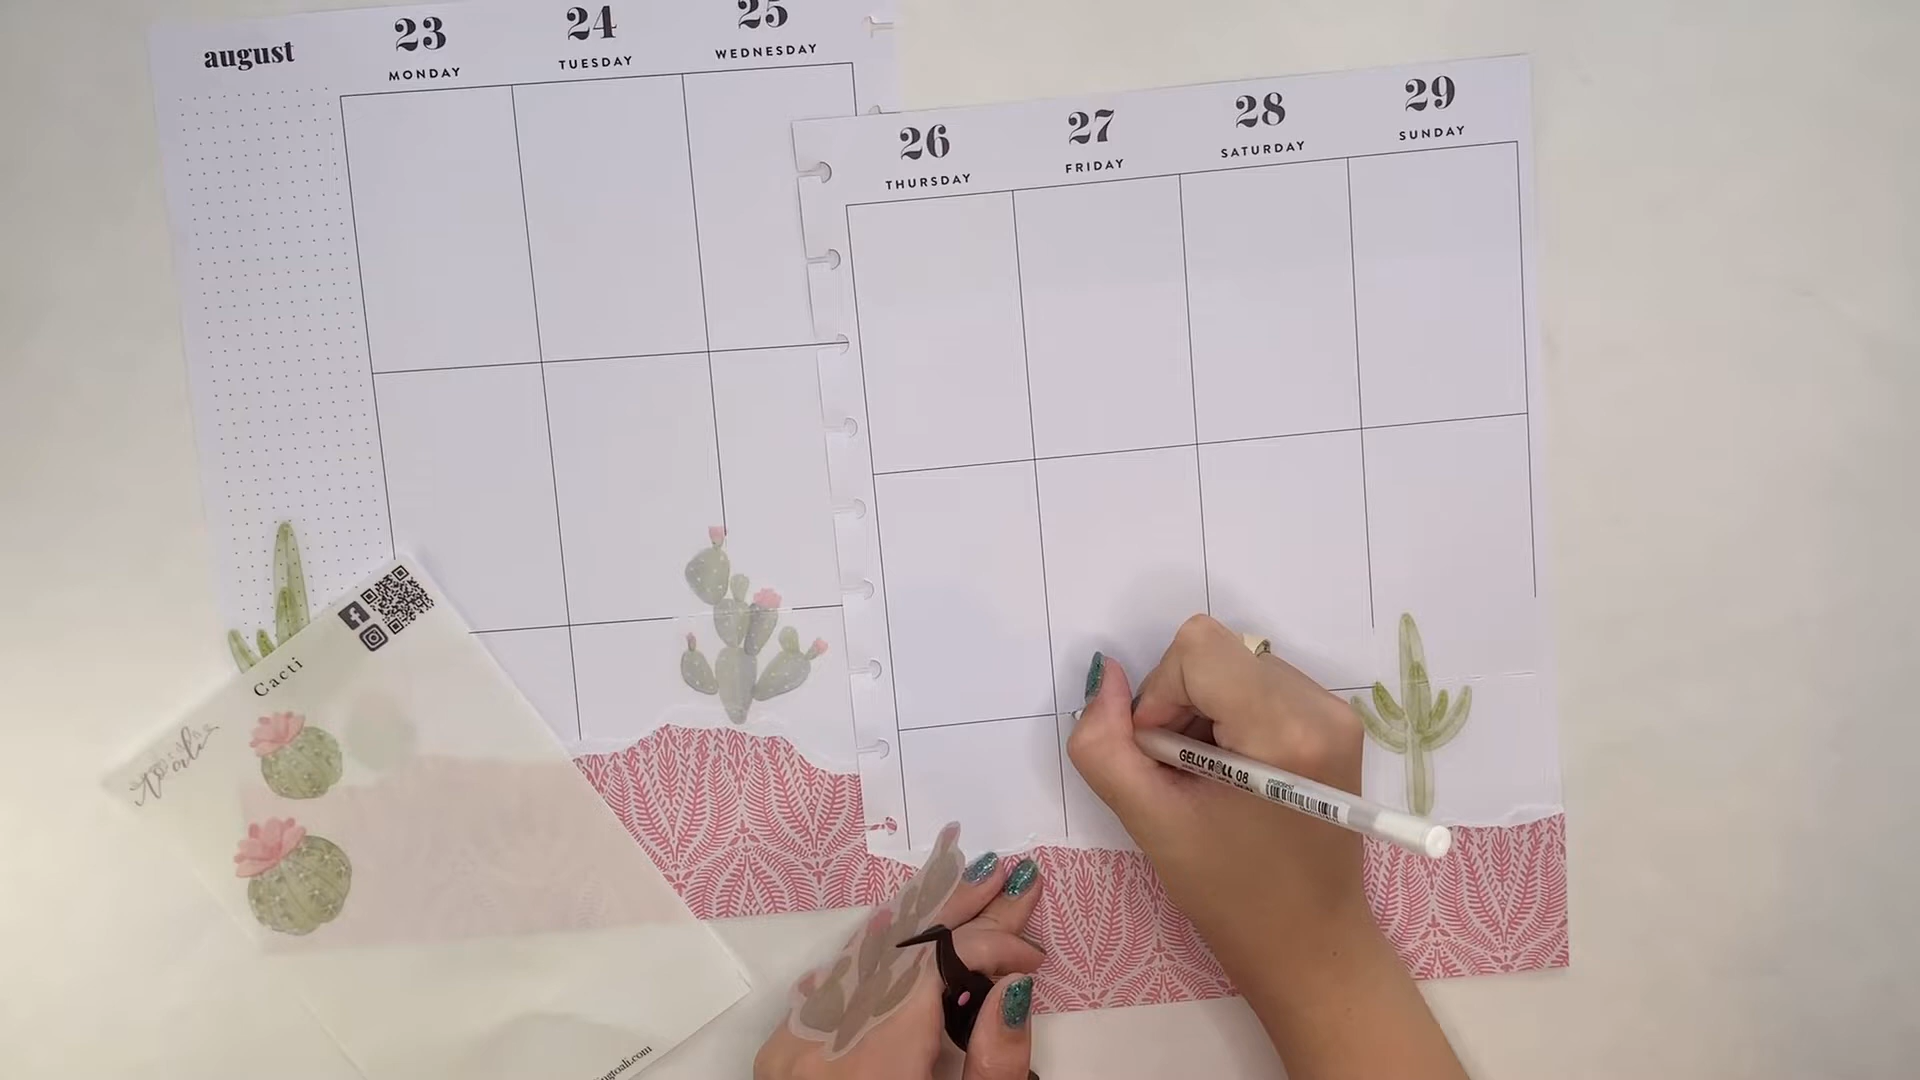 august
23
MONDAY
24
TUESDAY
25
WEDNESDAY
26
THURSDAY
27
FRIDAY
28
SATURDAY
29
SUNDAY
Cacti
GELLY ROLL 08